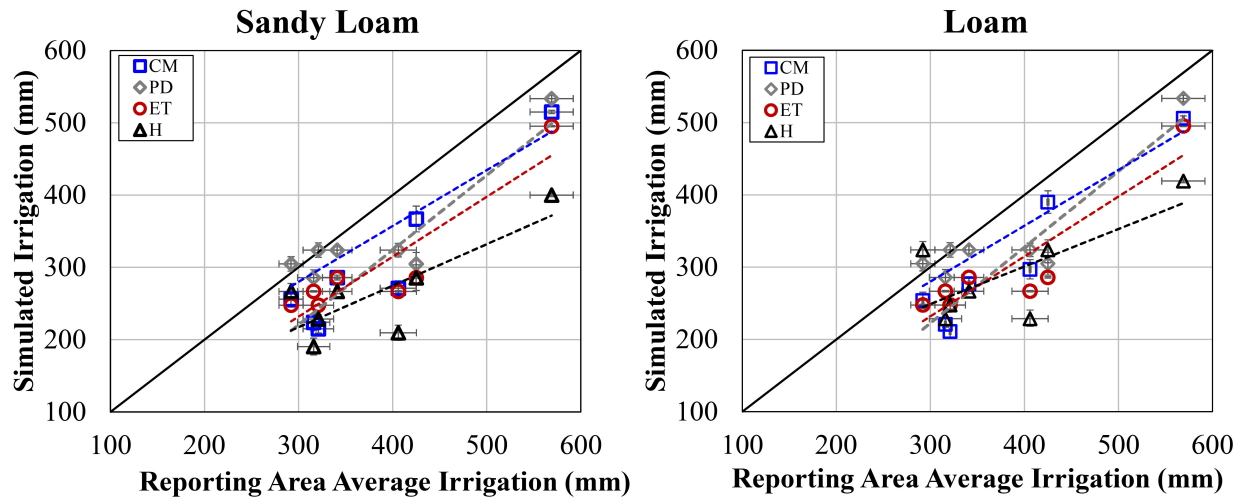 Sandy Loam
Simulated Irrigation (mm)
600
500
400
300
200
100
CM
PD
ET
H
100 200 300 400 500 600
Reporting Area Average Irrigation (mm)
Loam
Simulated Irrigation (mm)
600
500
400
300
200
100
CM
PD
ET
H
100 200 300 400 500 600
Reporting Area Average Irrigation (mm)